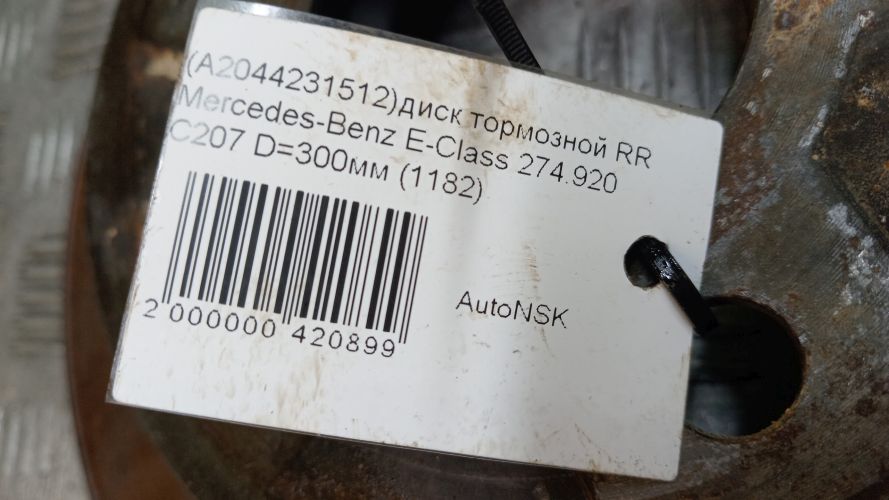 (A2044231512)диск тормозной RR
Mercedes-Benz E-Class 274.920
C207 D=300мм (1182)
2 000000 420899
AutoNSK